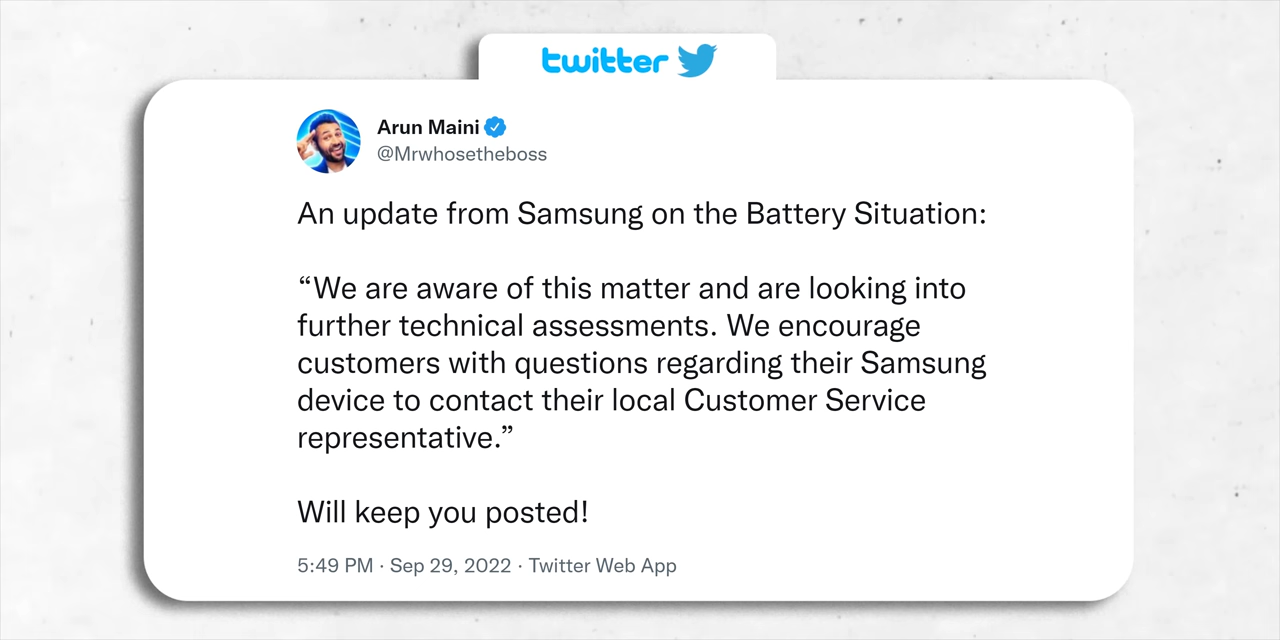 twitter
Arun Maini
@Mrwhosetheboss
An update from Samsung on the Battery Situation:
“We are aware of this matter and are looking into
further technical assessments. We encourage
customers with questions regarding their Samsung
device to contact their local Customer Service
representative.”
Will keep you posted!
5:49 PM · Sep 29, 2022 · Twitter Web App